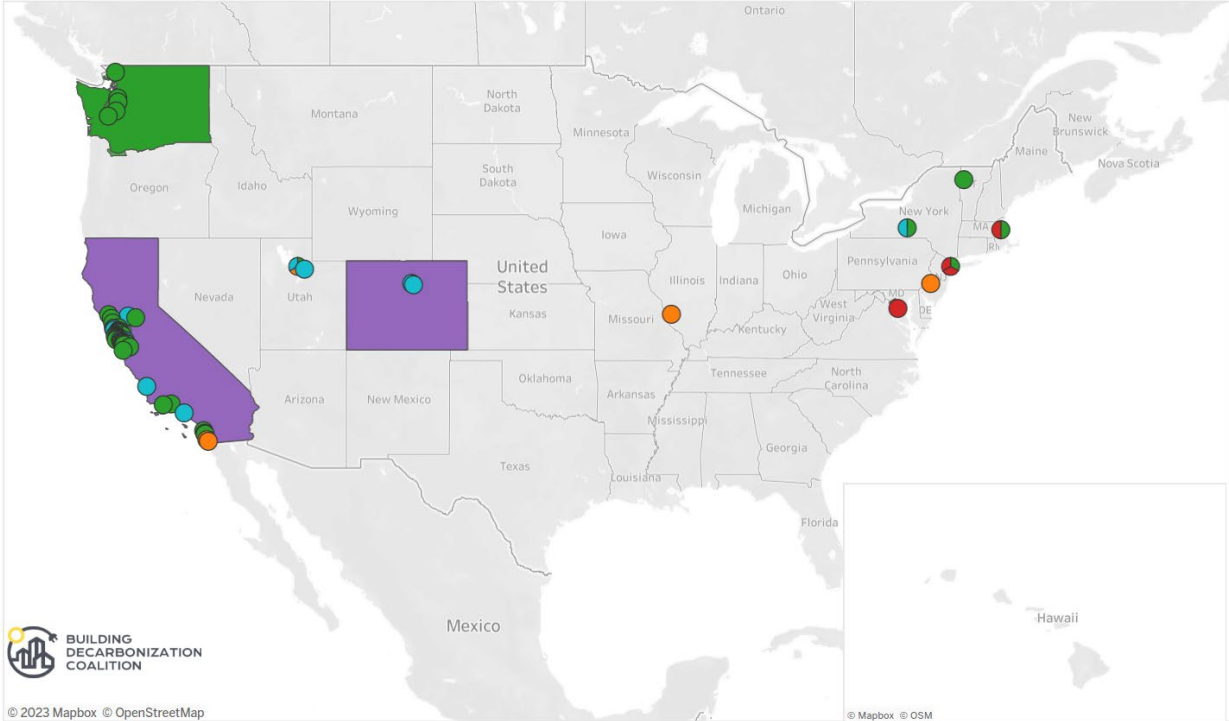 Ontario
North
Dakota
Montana
Minnesota
New
Brunswick
Maine
Nova Scotia
Oregon
Idaho
South
Dakota
Wisconsin
Wyoming
Michigan
New York
MA
RI
Iowa
Nevada
Utah
United
States
Illinois
Indiana
Ohio
Pennsylvania
Kansas
Missouri
West
Virginia
MD
DE
Kentucky
Arizona
New Mexico
Oklahoma
Arkansas
Tennessee
North
Carolina
Mississippi
Georgia
Texas
Louisiana
Florida
Mexico
Hawaii
BUILDING
DECARBONIZATION
COALITION
© 2023 Mapbox © OpenStreetMap
© Mapbox © OSM